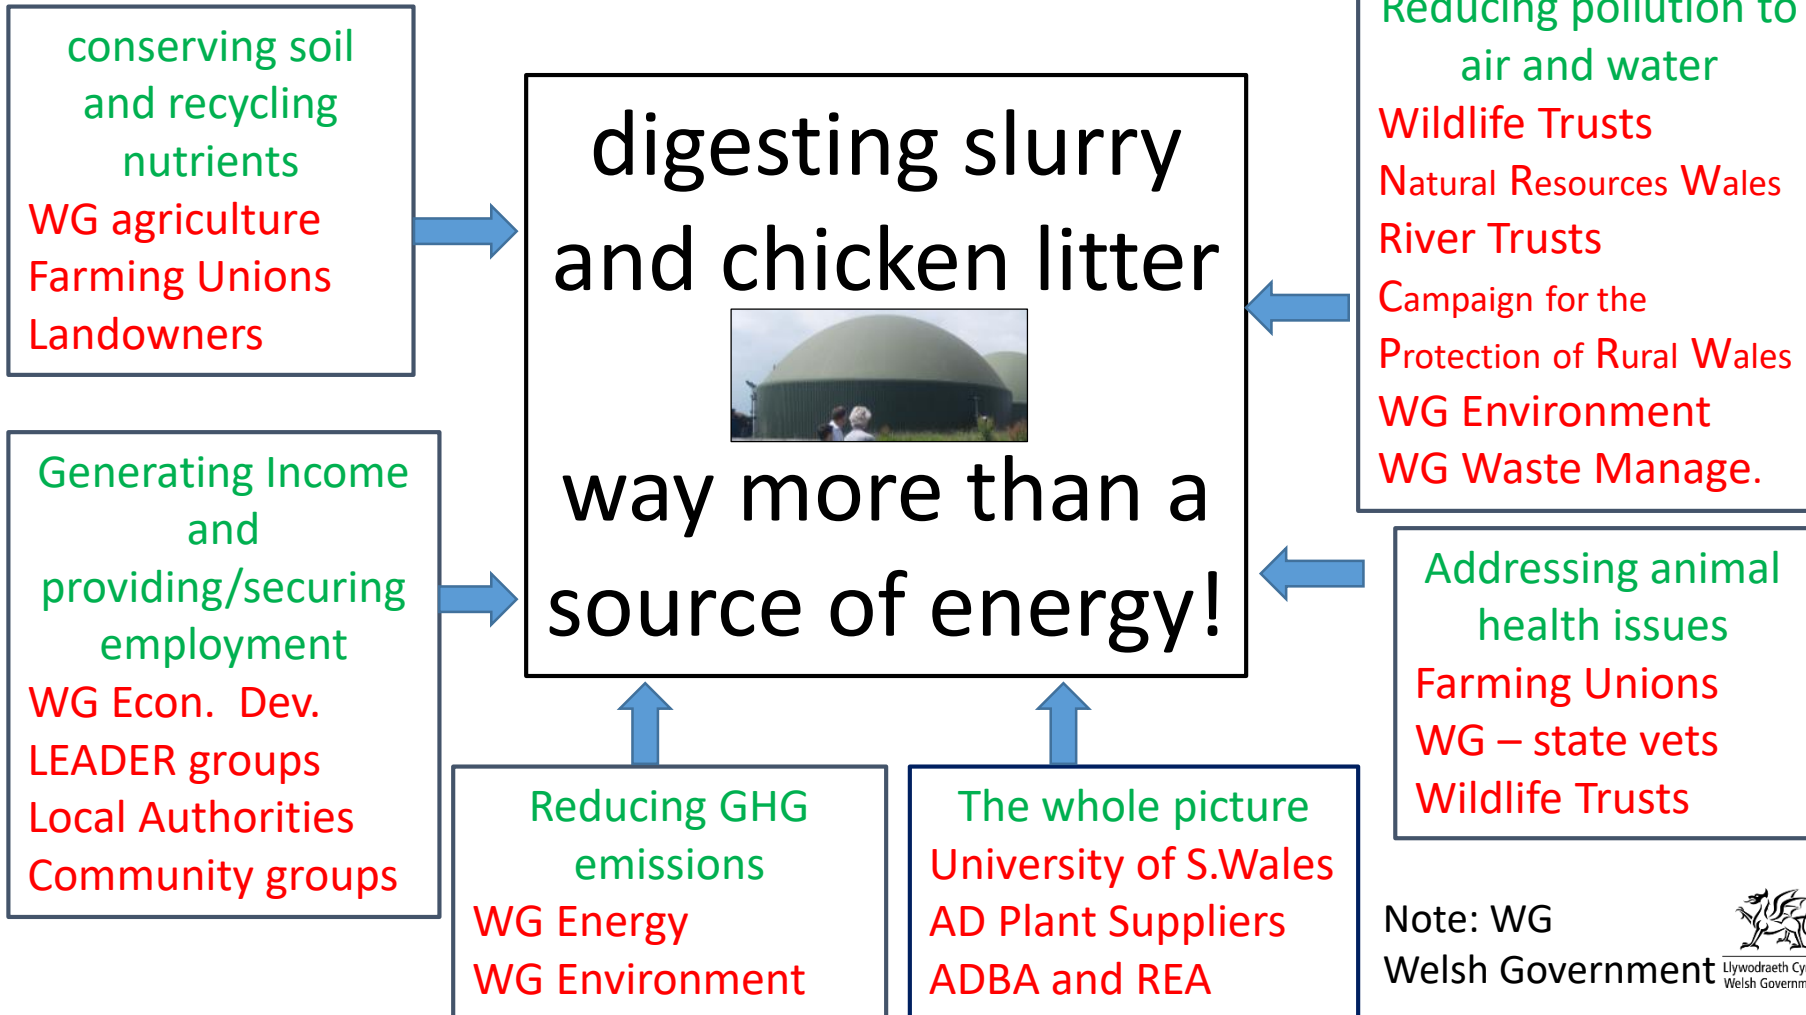 conserving soil
and recycling
nutrients
WG agriculture
Farming Unions
Landowners
Generating Income
and
providing/securing
employment
WG Econ. Dev.
LEADER groups
Local Authorities
Community groups
digesting slurry
and chicken litter
way more than a
source of energy!
Reducing GHG
emissions
WG Energy
WG Environment
The whole picture
University of S.Wales
AD Plant Suppliers
ADBA and REA
Reducing pollution to
air and water
Wildlife Trusts
Natural Resources Wales
River Trusts
Campaign for the
Protection of Rural Wales
WG Environment
WG Waste Manage.
Addressing animal
health issues
Farming Unions
WG – state vets
Wildlife Trusts
Note: WG
Welsh Government
Llywodraeth Cy
Welsh Governm